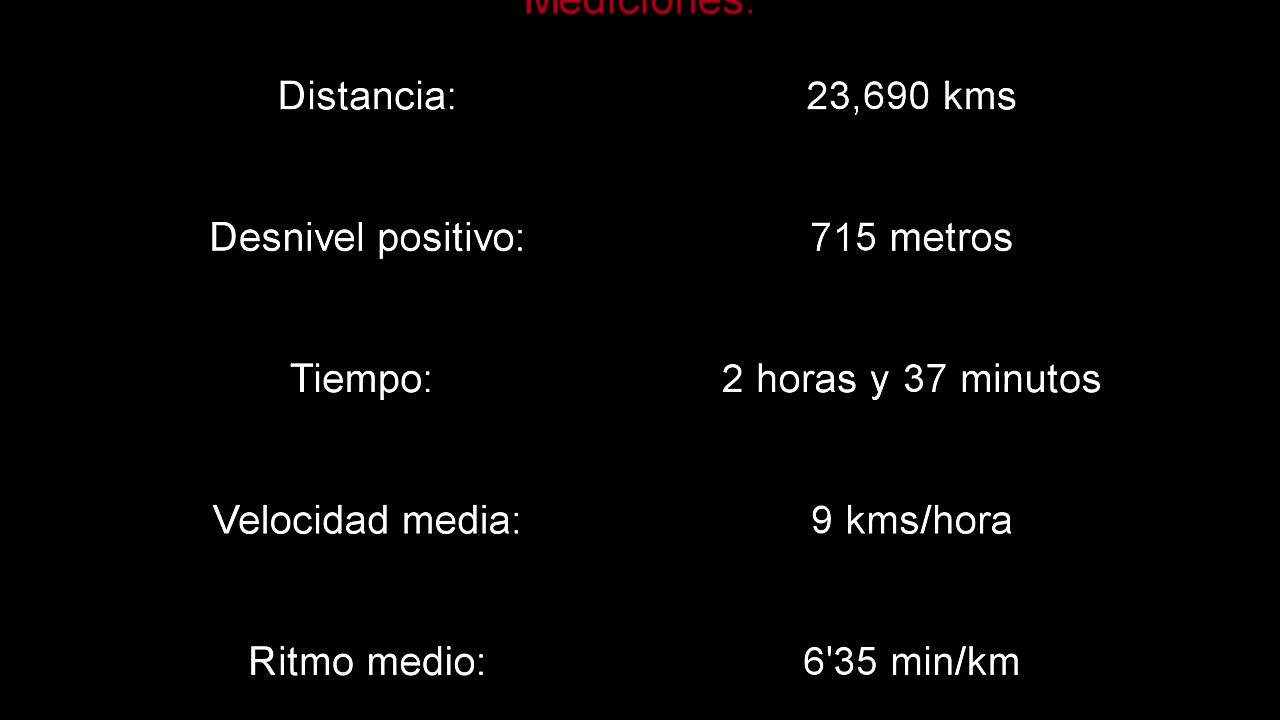 Mediciones:
Distancia: 23,690 kms
Desnivel positivo: 715 metros
Tiempo: 2 horas y 37 minutos
Velocidad media: 9 kms/hora
Ritmo medio: 6'35 min/km